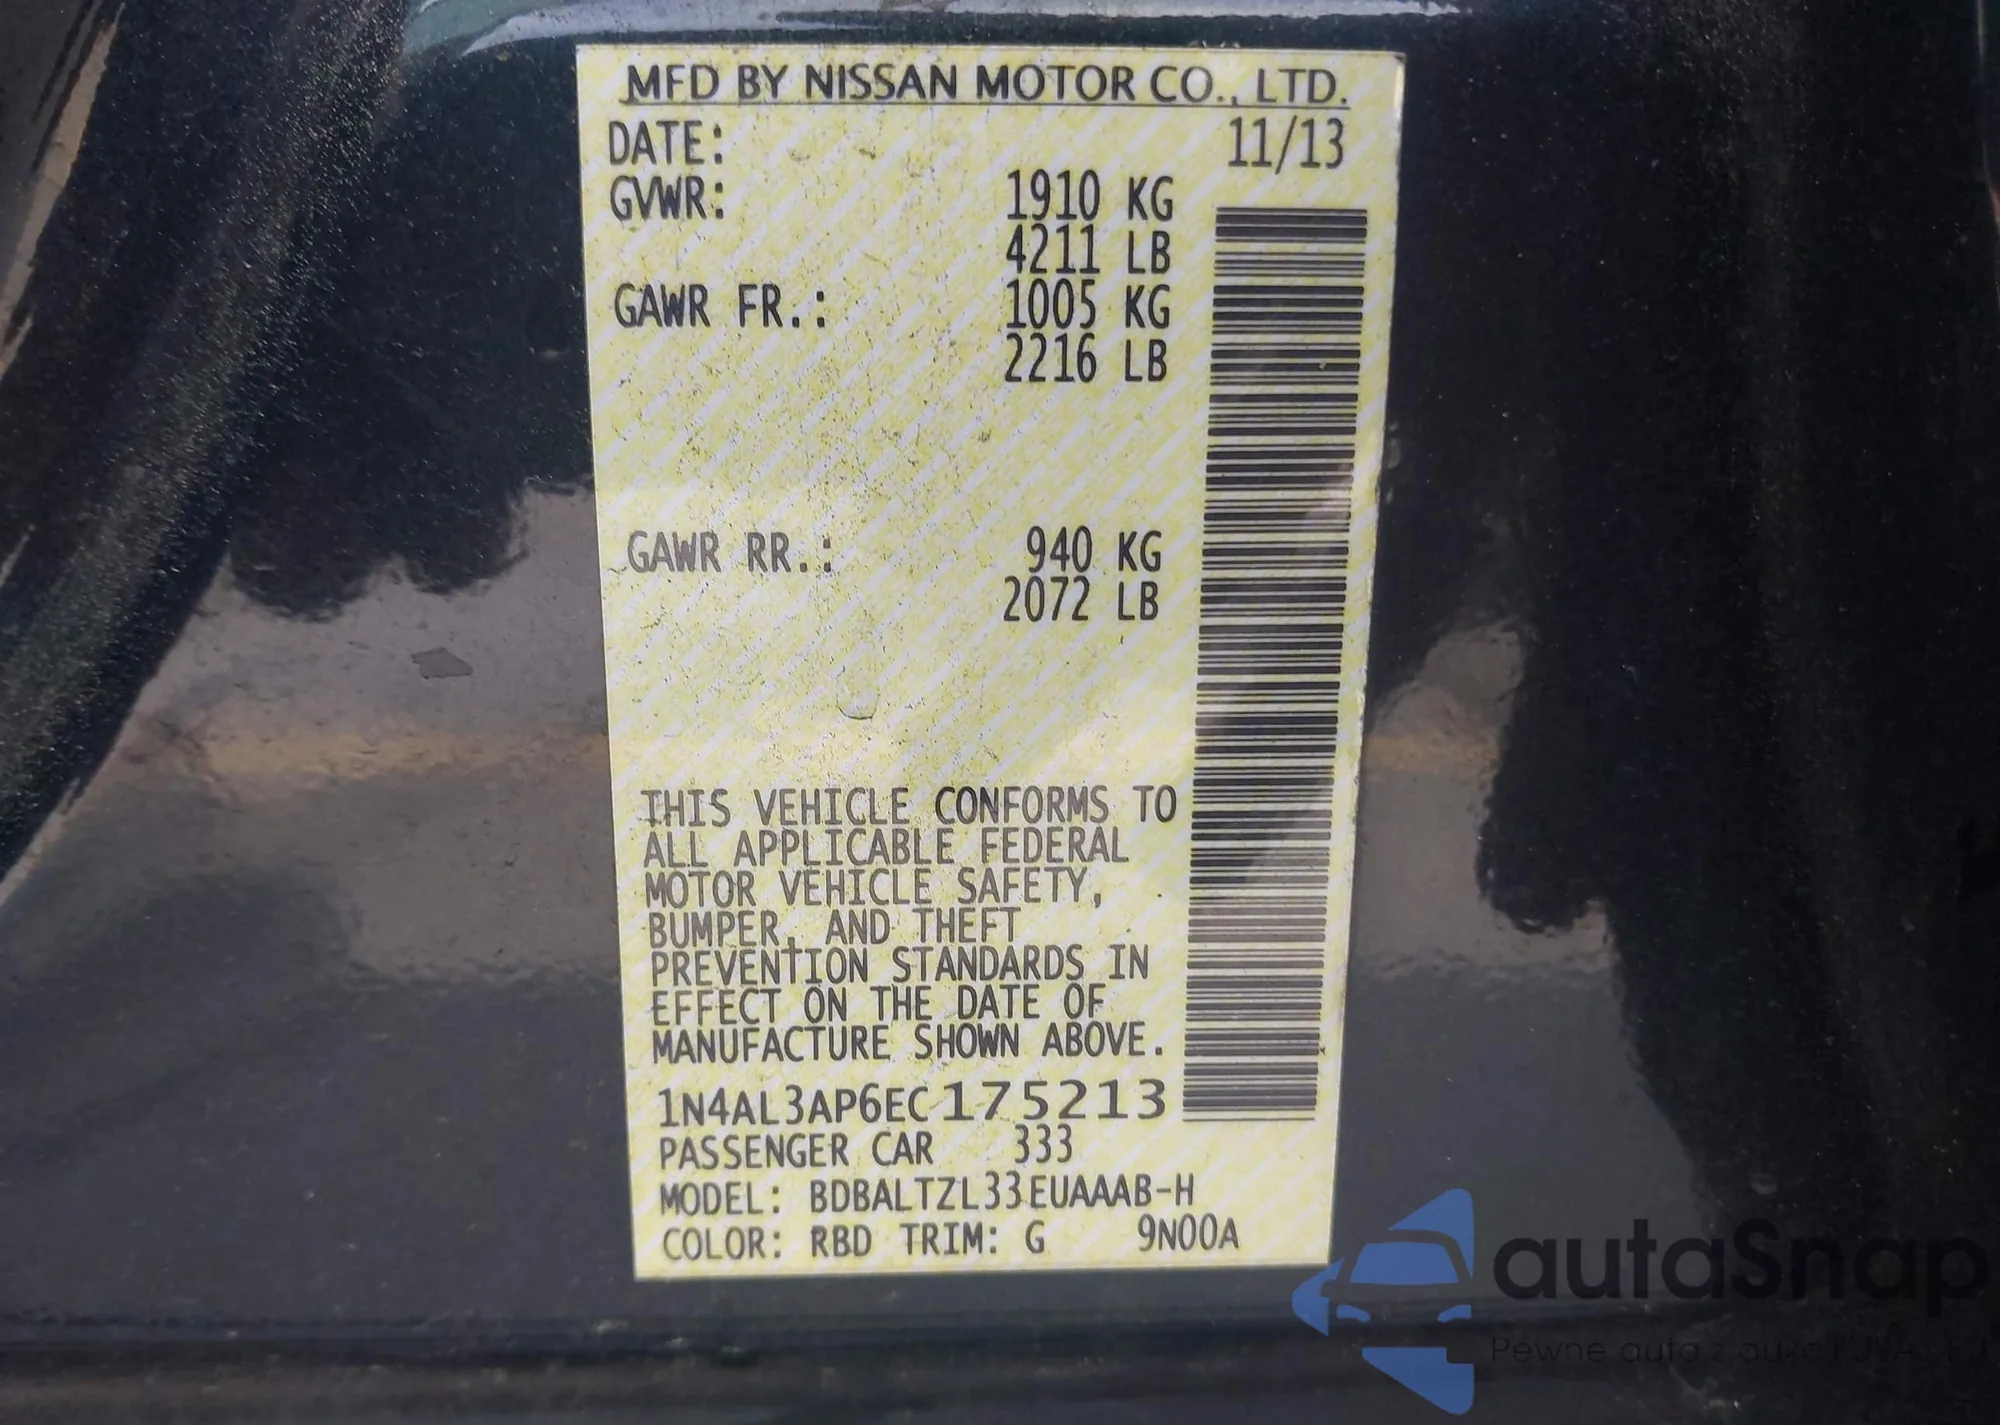 MFD BY NISSAN MOTOR CO., LTD.
DATE: 11/13
GVWR: 1910 KG
4211 LB
GAWR FR.: 1005 KG
2216 LB
GAWR RR.: 940 KG
2072 LB
THIS VEHICLE CONFORMS TO
ALL APPLICABLE FEDERAL
MOTOR VEHICLE SAFETY,
BUMPER, AND THEFT
PREVENTION STANDARDS IN
EFFECT ON THE DATE OF
MANUFACTURE SHOWN ABOVE.
1N4AL3AP6EC175213
PASSENGER CAR 333
MODEL: BDBALTZL33EUAAAB-H
COLOR: RBD TRIM: G 9N00A
autaSnap
Pewne auta z aukcji